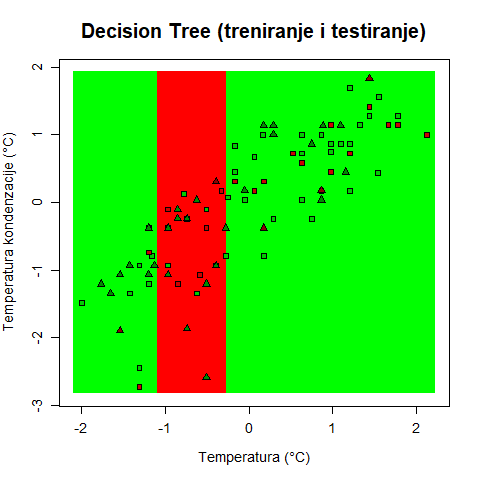 Decision Tree (treniranje i testiranje)
Temperatura kondenzacije (°C)
2
1
0
-1
-2
-3
-2 -1 0 1 2
Temperatura (°C)